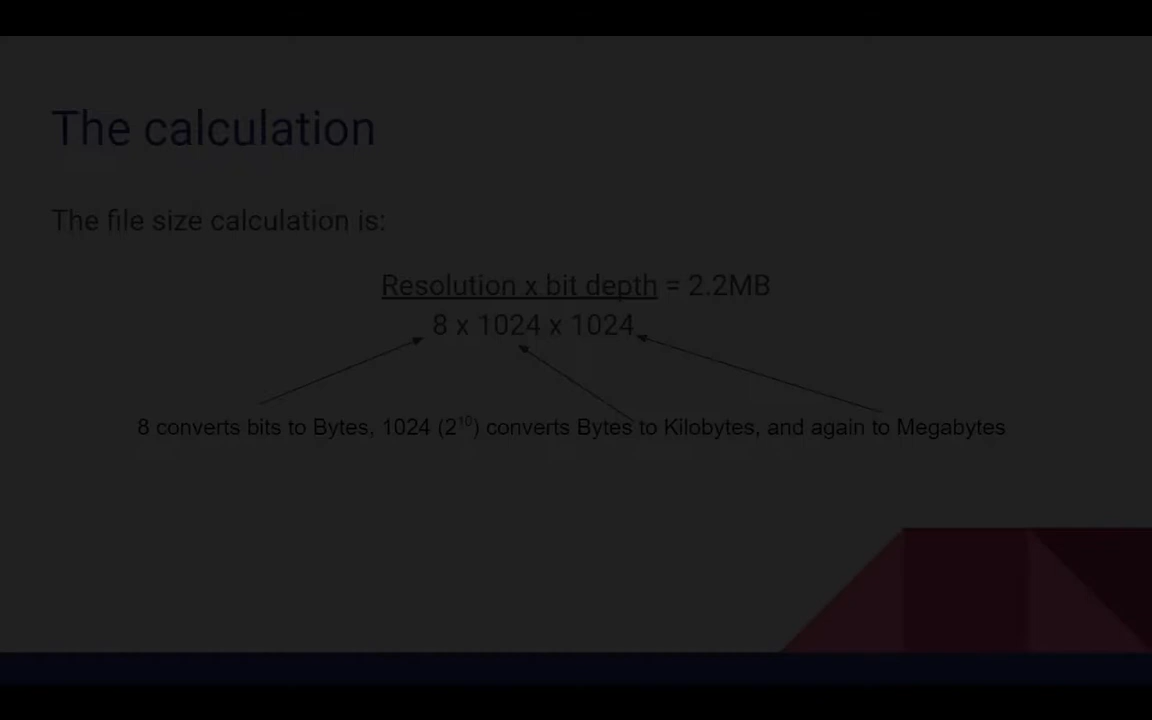 The calculation
The file size calculation is:
Resolution x bit depth = 2.2MB
8 x 1024 x 1024
8 converts bits to Bytes, 1024 (2¹⁰) converts Bytes to Kilobytes, and again to Megabytes